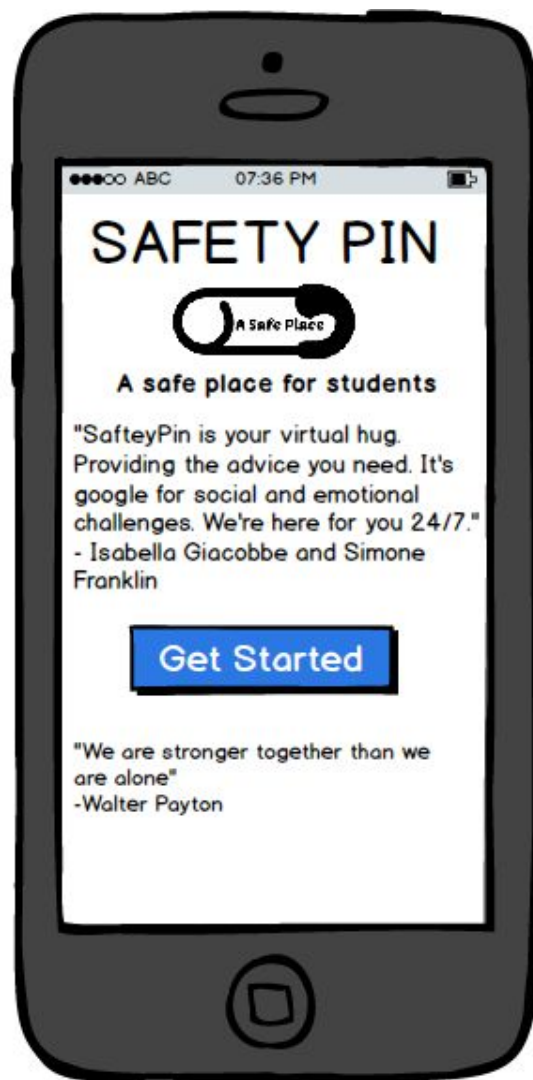 ABC 07:36 PM
SAFETY PIN
A Safe Place
A safe place for students
"SafteyPin is your virtual hug.
Providing the advice you need. It's
google for social and emotional
challenges. We're here for you 24/7."
- Isabella Giacobbe and Simone
Franklin
Get Started
"We are stronger together than we
are alone"
-Walter Payton